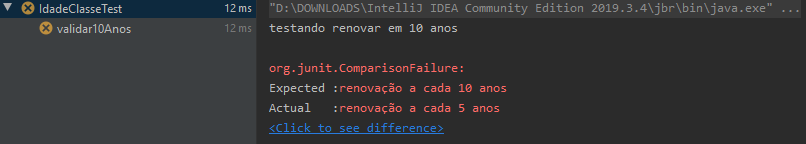 IdadeClasseTest 12 ms
validar10Anos 12 ms
"D:\DOWNLOADS\IntelliJ IDEA Community Edition 2019.3.4\jbr\bin\java.exe" ...
testando renovar em 10 anos
org.junit.ComparisonFailure:
Expected :renovação a cada 10 anos
Actual   :renovação a cada 5 anos
<Click to see difference>